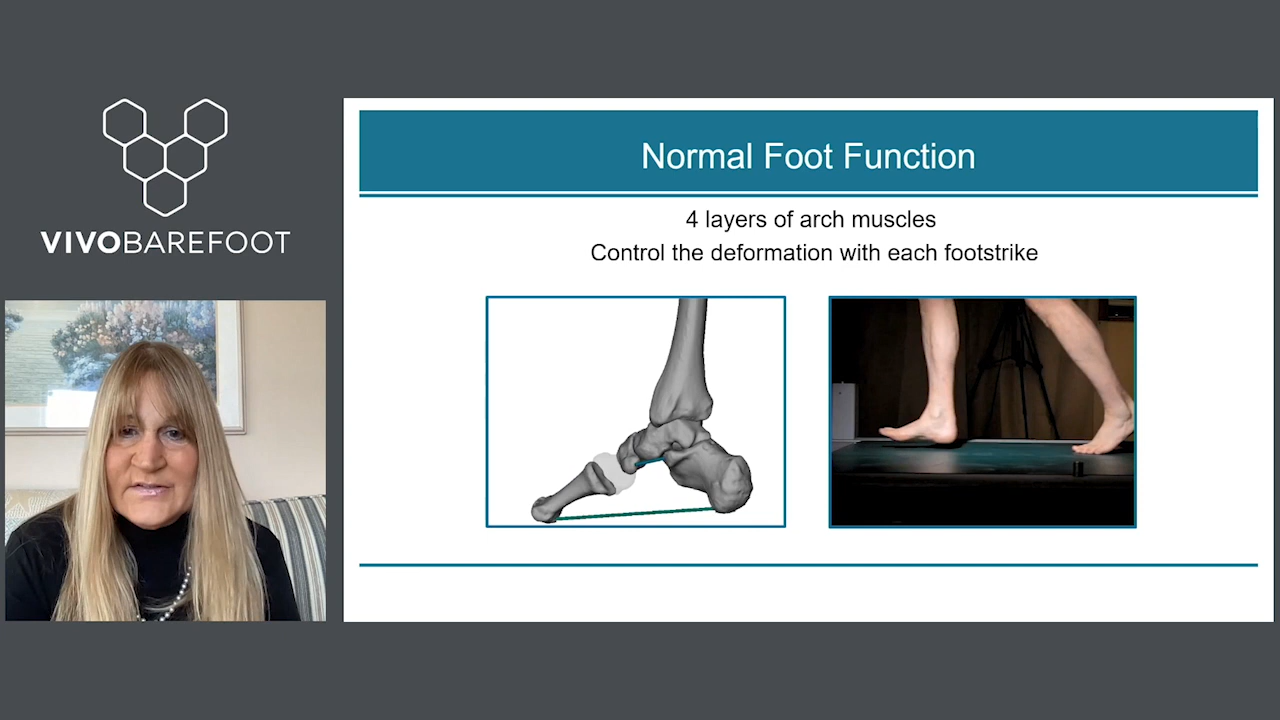 VIVOBAREFOOT
Normal Foot Function
4 layers of arch muscles
Control the deformation with each footstrike